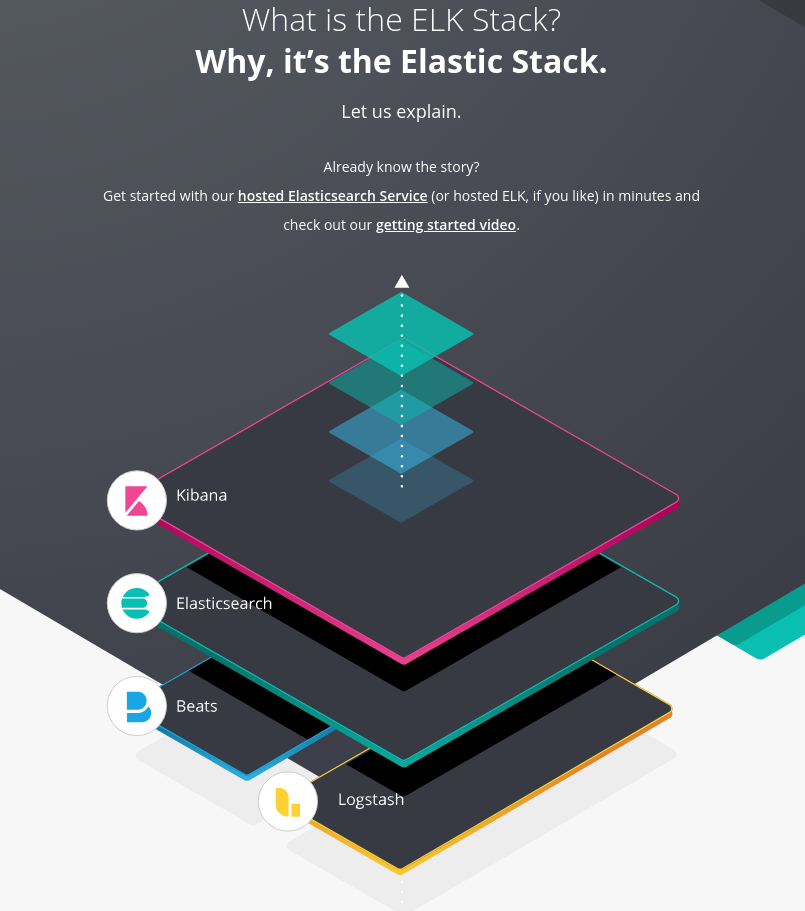 What is the ELK Stack?
Why, it’s the Elastic Stack.
Let us explain.
Already know the story?
Get started with our hosted Elasticsearch Service (or hosted ELK, if you like) in minutes and
check out our getting started video.
Kibana
Elasticsearch
Beats
Logstash